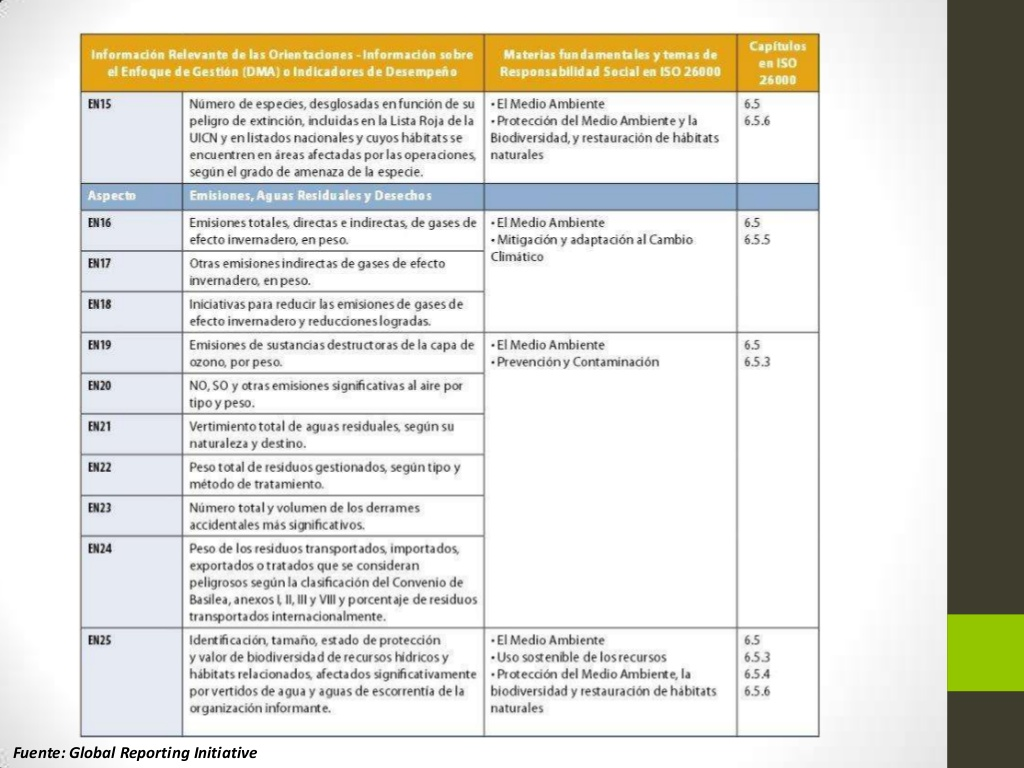 Información Relevante de las Orientaciones - Información sobre
el Enfoque de Gestión (DMA) o Indicadores de Desempeño
Materias fundamentales y temas de
Responsabilidad Social en ISO 26000
Capítulos
en ISO
26000
EN15
Número de especies, desglosadas en función de su
peligro de extinción, incluidas en la Lista Roja de la
UICN y en listados nacionales y cuyos hábitats se
encuentren en áreas afectadas por las operaciones,
según el grado de amenaza de la especie.
• El Medio Ambiente
• Protección del Medio Ambiente y la
Biodiversidad, y restauración de hábitats
naturales
6.5
6.5.6
Aspecto
Emisiones, Aguas Residuales y Desechos
EN16
Emisiones totales, directas e indirectas, de gases de
efecto invernadero, en peso.
• El Medio Ambiente
• Mitigación y adaptación al Cambio
Climático
6.5
6.5.5
EN17
Otras emisiones indirectas de gases de efecto
invernadero, en peso.
EN18
Iniciativas para reducir las emisiones de gases de
efecto invernadero y reducciones logradas.
EN19
Emisiones de sustancias destructoras de la capa de
ozono, por peso.
• El Medio Ambiente
• Prevención y Contaminación
6.5
6.5.3
EN20
NO, SO y otras emisiones significativas al aire por
tipo y peso.
EN21
Vertimiento total de aguas residuales, según su
naturaleza y destino.
EN22
Peso total de residuos gestionados, según tipo y
método de tratamiento.
EN23
Número total y volumen de los derrames
accidentales más significativos.
EN24
Peso de los residuos transportados, importados,
exportados o tratados que se consideran
peligrosos según la clasificación del Convenio de
Basilea, anexos I, II, III y VIII y porcentaje de residuos
transportados internacionalmente.
EN25
Identificación, tamaño, estado de protección
y valor de biodiversidad de recursos hídricos y
hábitats relacionados, afectados significativamente
por vertidos de agua y aguas de escorrentía de la
organización informante.
• El Medio Ambiente
• Uso sostenible de los recursos
• Protección del Medio Ambiente, la
biodiversidad y restauración de hábitats
naturales
6.5
6.5.3
6.5.4
6.5.6
Fuente: Global Reporting Initiative